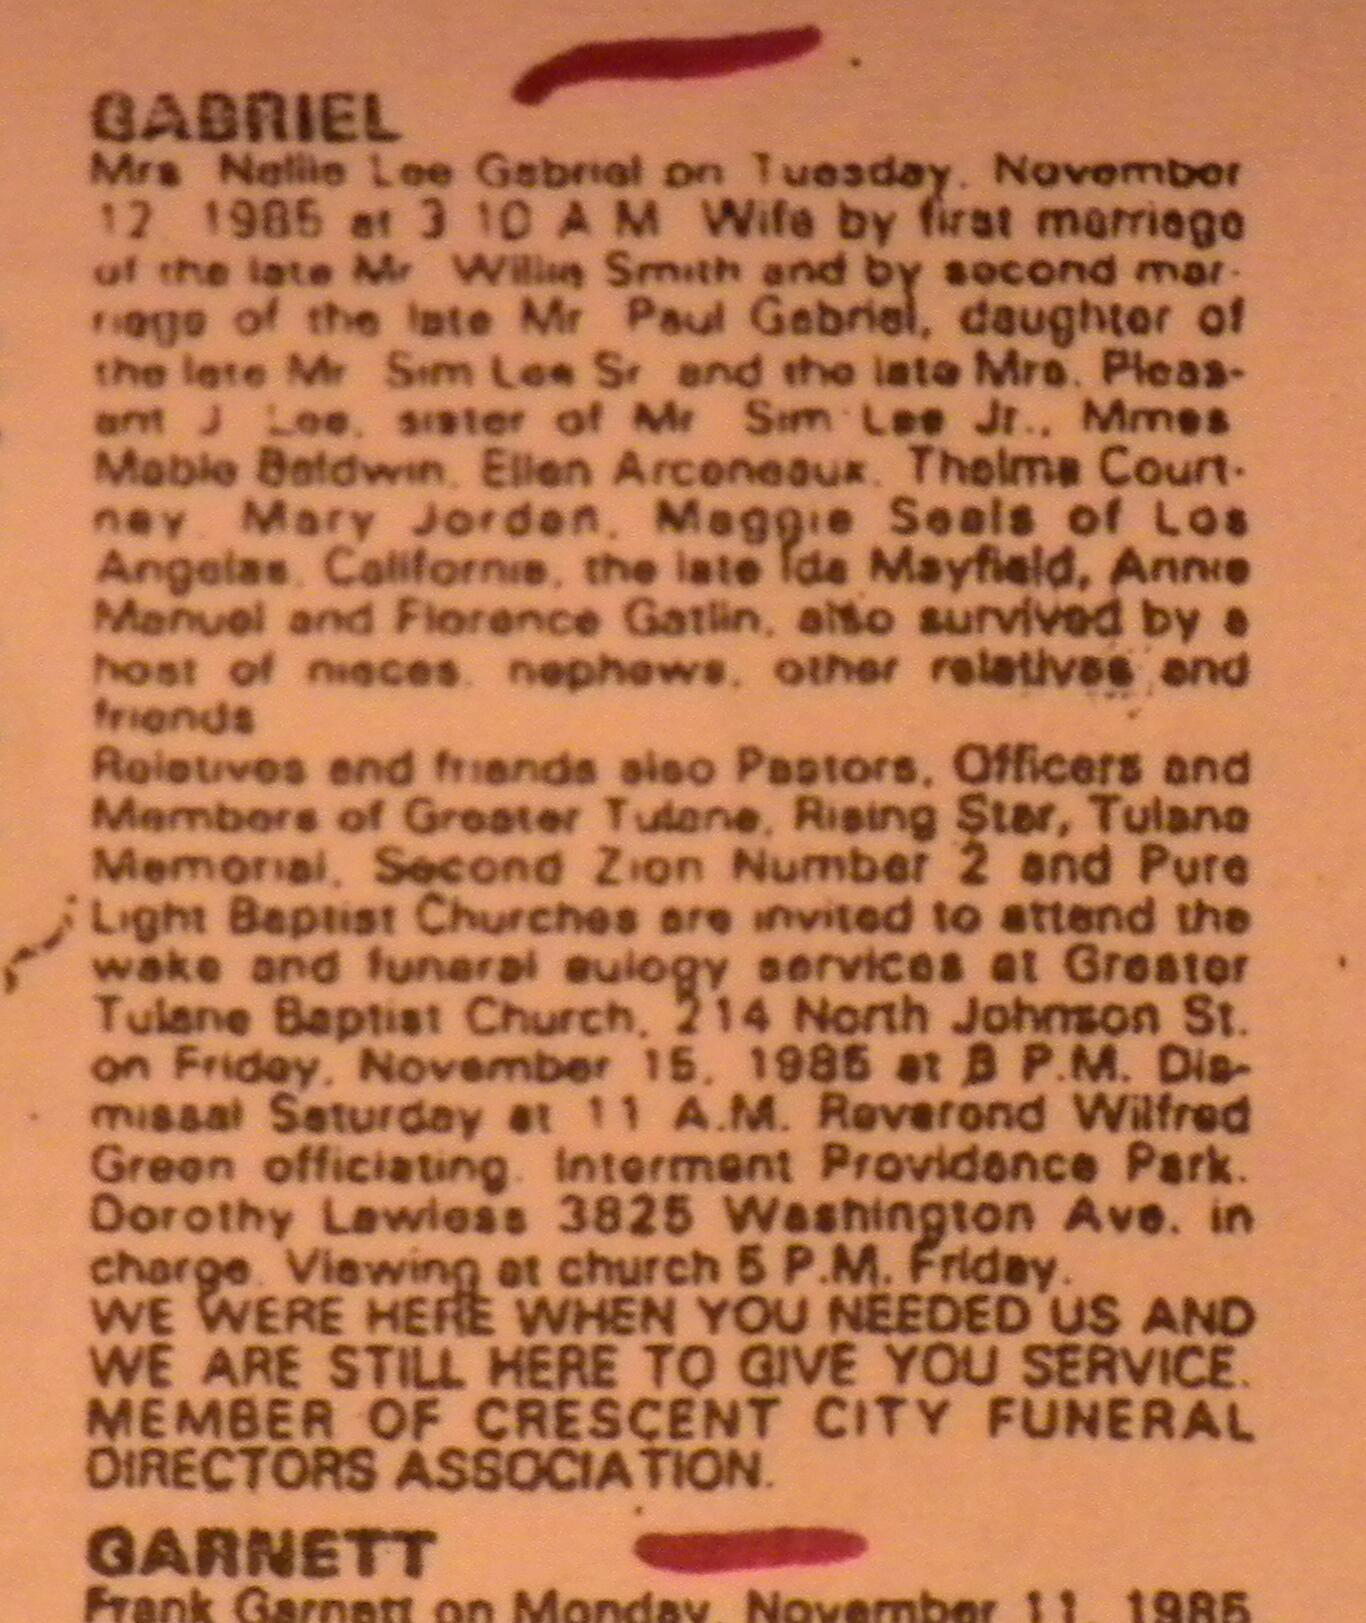 GABRIEL
Mrs Nellie Lee Gabriel on Tuesday, November
12 1985 at 3 10 A M Wife by first marriage
of the late Mr Willie Smith and by second mar-
riage of the late Mr Paul Gabriel, daughter of
the late Mr Sim Lee Sr and the late Mrs. Pleas-
ant J Lee, sister of Mr Sim Lee Jr., Mmes
Mable Baldwin, Ellen Arceneaux, Thelma Court-
ney Mary Jordan, Maggie Seals of Los
Angeles, California, the late Ida Mayfield, Annie
Manuel and Florence Gatlin, also survived by a
host of nieces, nephews, other relatives and
friends
Relatives and friends also Pastors, Officers and
Members of Greater Tulane, Rising Star, Tulane
Memorial, Second Zion Number 2 and Pure
Light Baptist Churches are invited to attend the
wake and funeral eulogy services at Greater
Tulane Baptist Church, 214 North Johnson St.
on Friday, November 15, 1985 at 8 P.M. Dis-
missal Saturday at 11 A.M. Reverend Wilfred
Green officiating. Interment Providence Park.
Dorothy Lawless 3825 Washington Ave. in
charge. Viewing at church 5 P.M. Friday.
WE WERE HERE WHEN YOU NEEDED US AND
WE ARE STILL HERE TO GIVE YOU SERVICE.
MEMBER OF CRESCENT CITY FUNERAL
DIRECTORS ASSOCIATION.
GARNETT
Frank Garnett on Monday, November 11, 1985